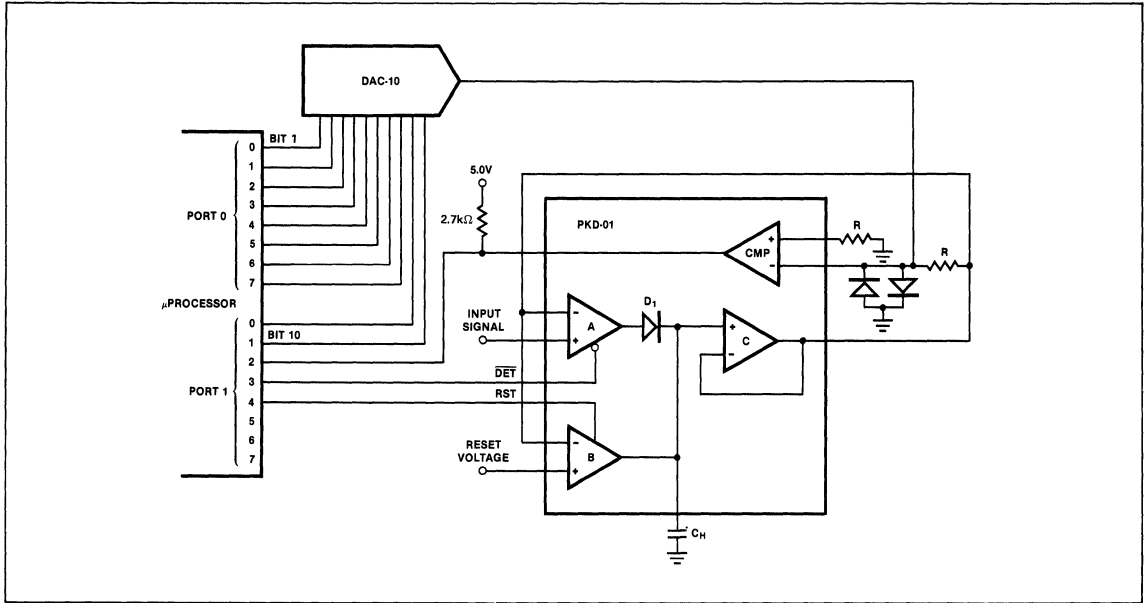 DAC-10
BIT 1
0
1
2
3
4
5
6
7
PORT 0
μPROCESSOR
0
1
2
3
4
5
6
7
PORT 1
BIT 10
5.0V
2.7kΩ
PKD-01
CMP
+
−
R
R
INPUT
SIGNAL
−
+
A
D1
+
−
C
DET
RST
RESET
VOLTAGE
−
+
B
CH